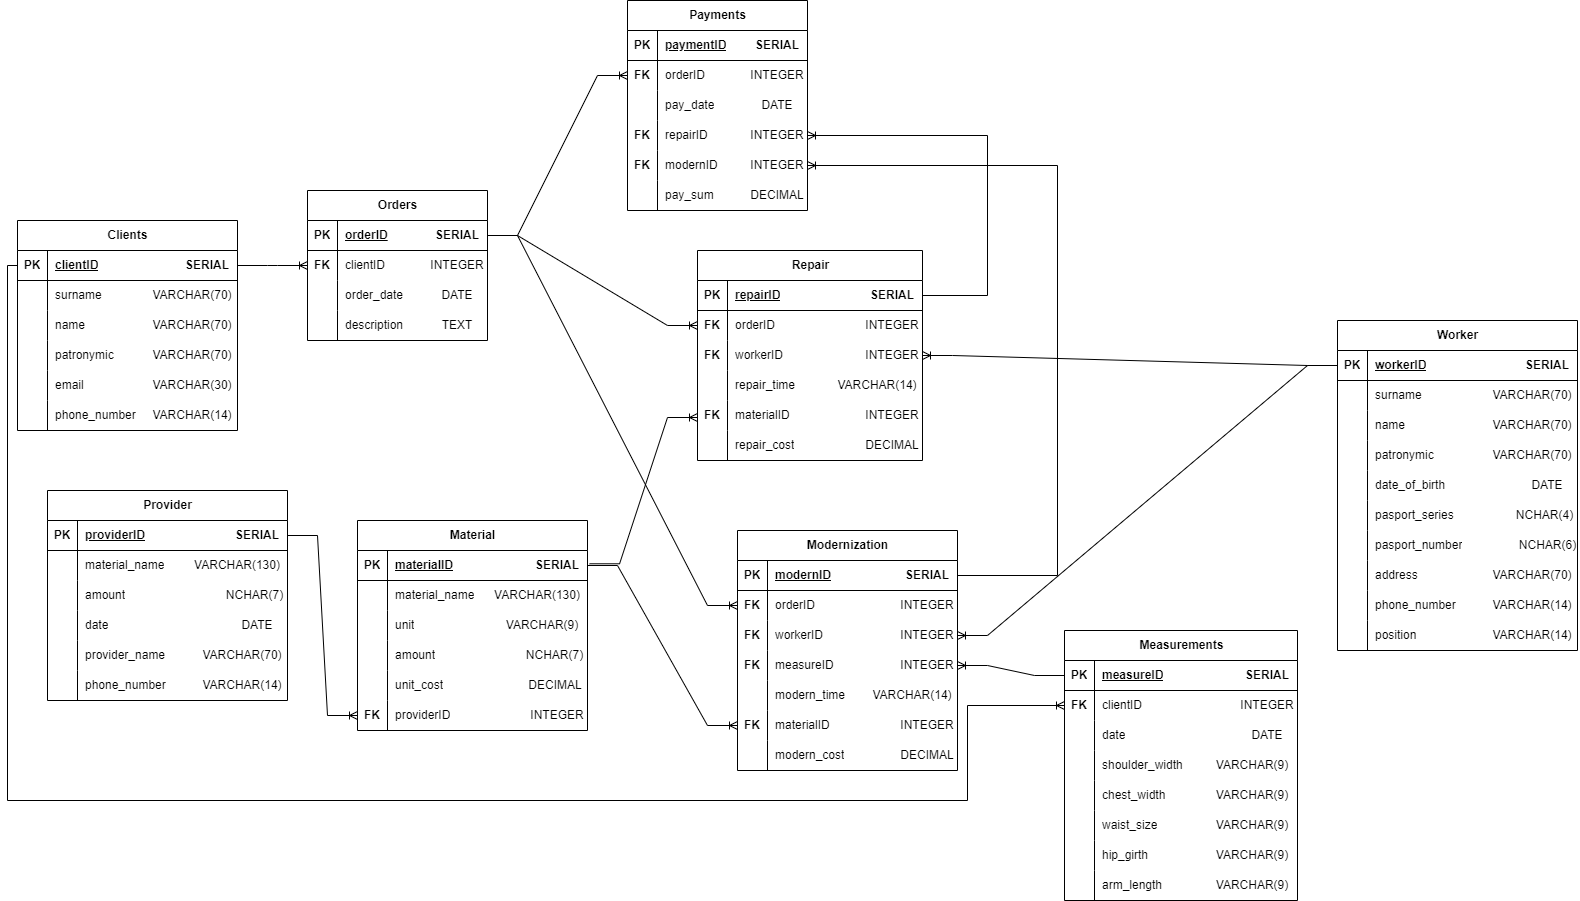 Payments
PK paymentID SERIAL
FK orderID INTEGER
pay_date DATE
FK repairID INTEGER
FK modernID INTEGER
pay_sum DECIMAL
Orders
PK orderID SERIAL
FK clientID INTEGER
order_date DATE
description TEXT
Clients
PK clientID SERIAL
surname VARCHAR(70)
name VARCHAR(70)
patronymic VARCHAR(70)
email VARCHAR(30)
phone_number VARCHAR(14)
Repair
PK repairID SERIAL
FK orderID INTEGER
FK workerID INTEGER
repair_time VARCHAR(14)
FK materialID INTEGER
repair_cost DECIMAL
Worker
PK workerID SERIAL
surname VARCHAR(70)
name VARCHAR(70)
patronymic VARCHAR(70)
date_of_birth DATE
pasport_series NCHAR(4)
pasport_number NCHAR(6)
address VARCHAR(70)
phone_number VARCHAR(14)
position VARCHAR(14)
Provider
PK providerID SERIAL
material_name VARCHAR(130)
amount NCHAR(7)
date DATE
provider_name VARCHAR(70)
phone_number VARCHAR(14)
Material
PK materialID SERIAL
material_name VARCHAR(130)
unit VARCHAR(9)
amount NCHAR(7)
unit_cost DECIMAL
FK providerID INTEGER
Modernization
PK modernID SERIAL
FK orderID INTEGER
FK workerID INTEGER
FK measureID INTEGER
modern_time VARCHAR(14)
FK materialID INTEGER
modern_cost DECIMAL
Measurements
PK measureID SERIAL
FK clientID INTEGER
date DATE
shoulder_width VARCHAR(9)
chest_width VARCHAR(9)
waist_size VARCHAR(9)
hip_girth VARCHAR(9)
arm_length VARCHAR(9)